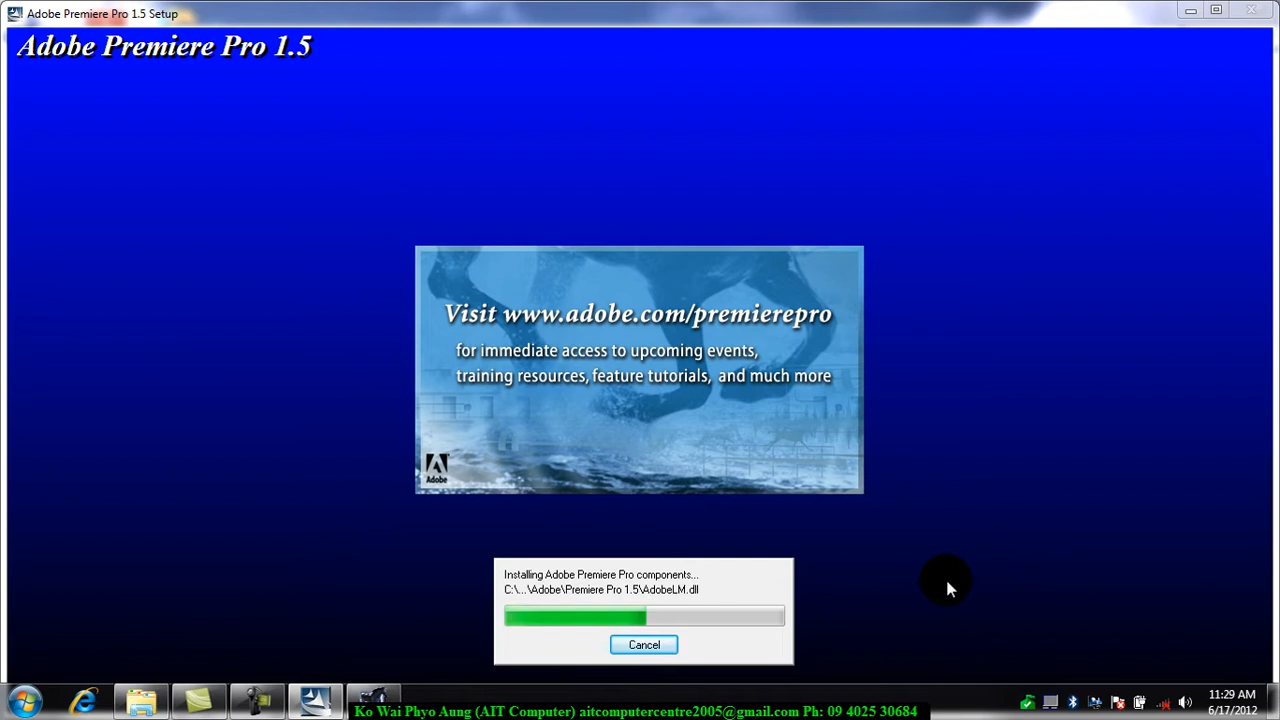 Adobe Premiere Pro 1.5 Setup
Adobe Premiere Pro 1.5
Visit www.adobe.com/premierepro
for immediate access to upcoming events,
training resources, feature tutorials, and much more
Adobe
Installing Adobe Premiere Pro components...
C:\...\Adobe\Premiere Pro 1.5\AdobeLM.dll
Cancel
11:29 AM
6/17/2012
Ko Wai Phyo Aung (AIT Computer) aitcomputercentre2005@gmail.com Ph: 09 4025 30684